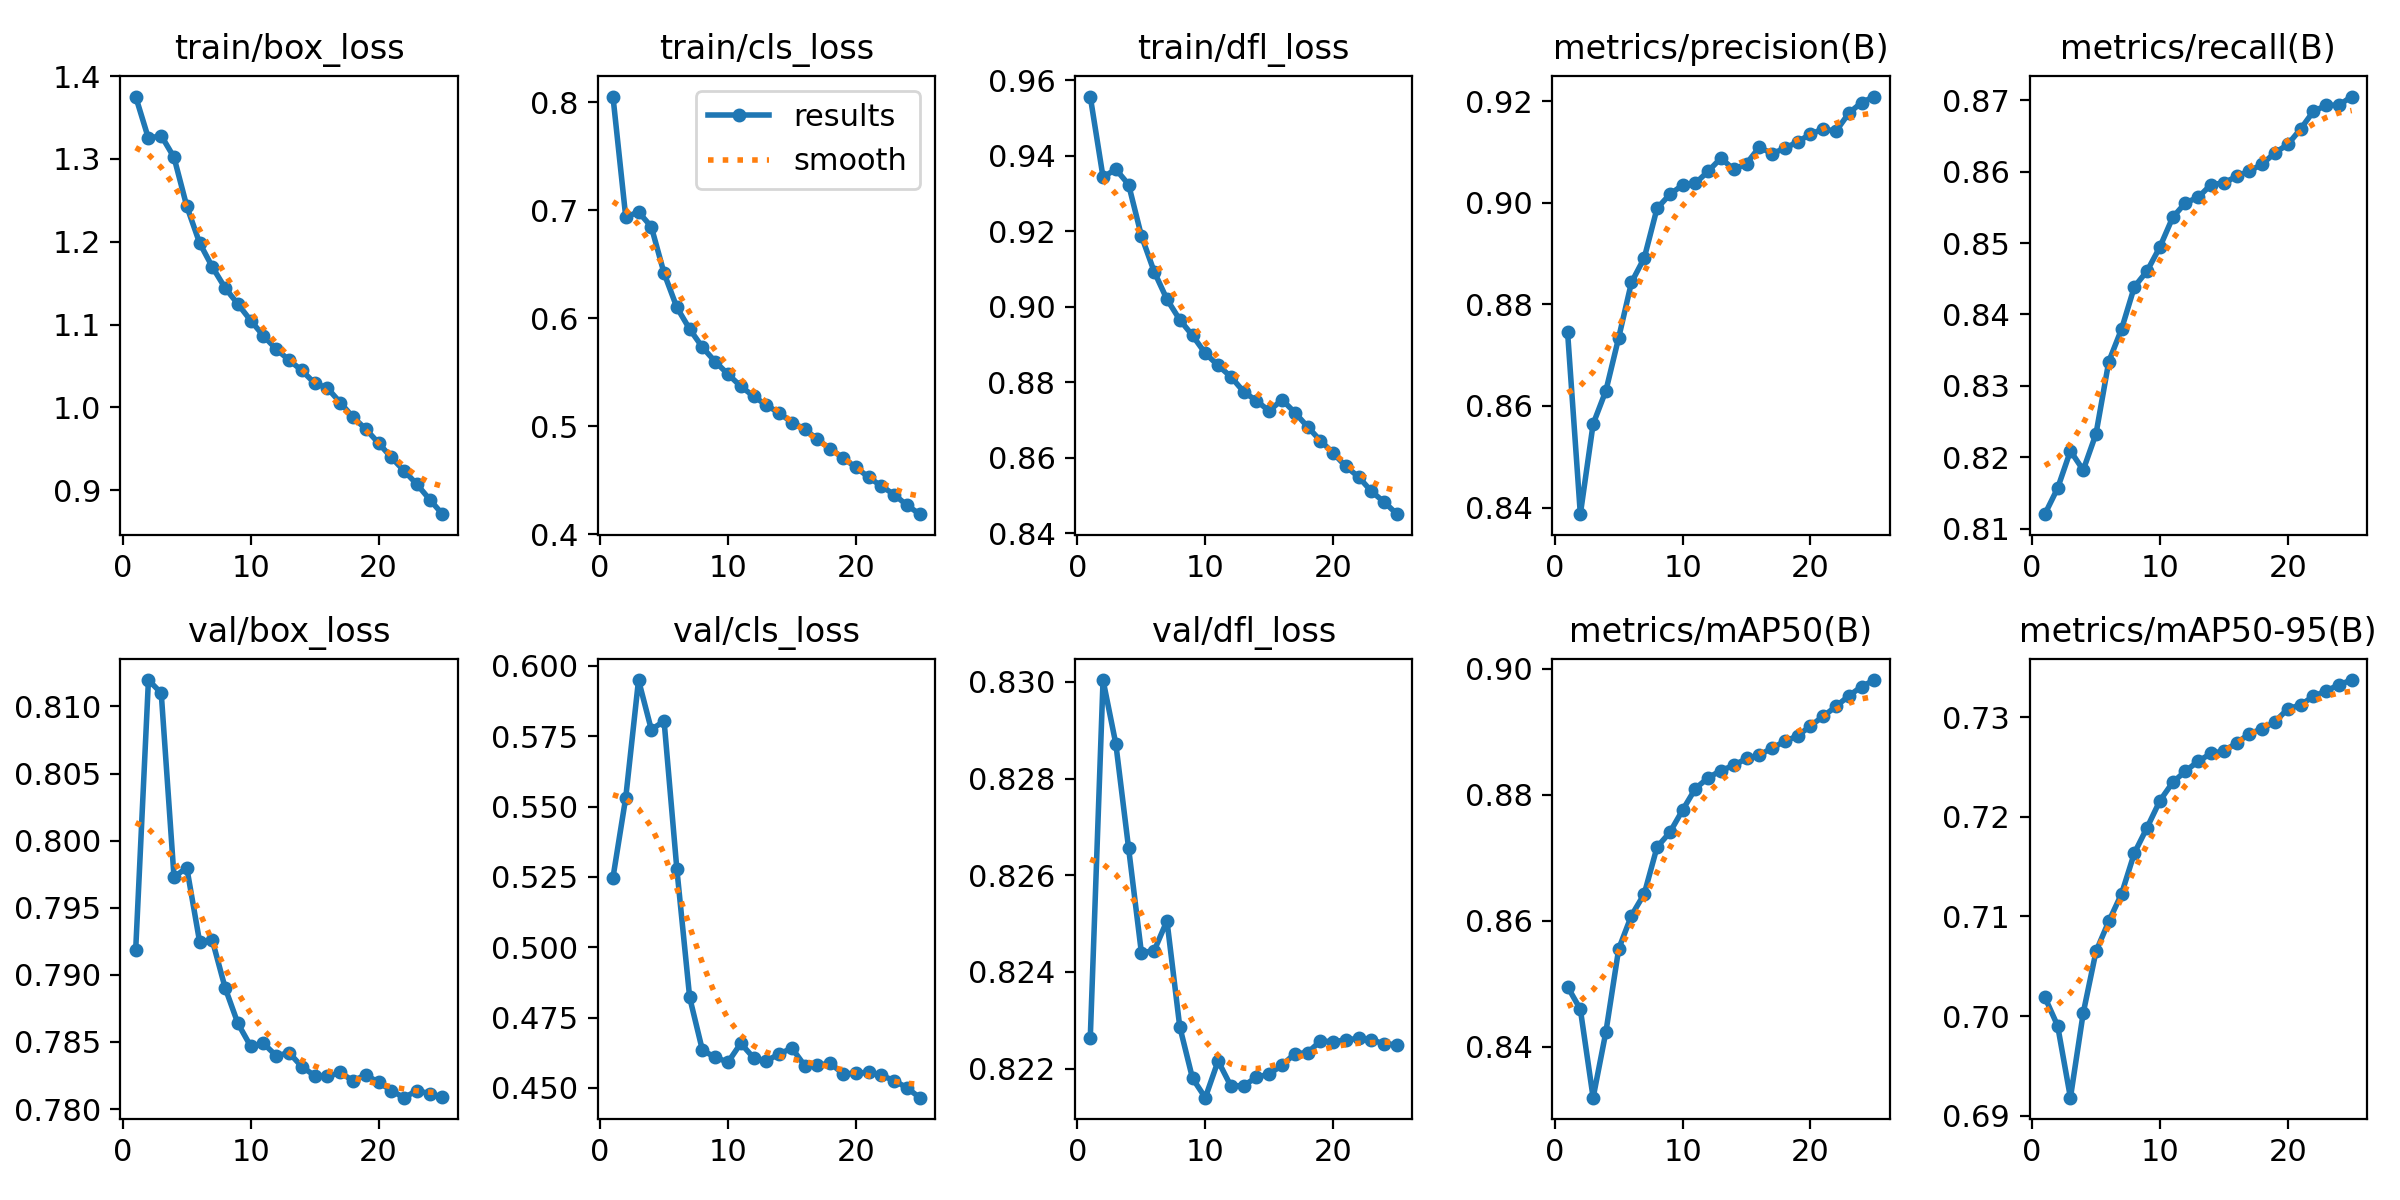 train/box_loss
1.4
1.3
1.2
1.1
1.0
0.9
0 10 20
train/cls_loss
results
smooth
0.8
0.7
0.6
0.5
0.4
0 10 20
train/dfl_loss
0.96
0.94
0.92
0.90
0.88
0.86
0.84
0 10 20
metrics/precision(B)
0.92
0.90
0.88
0.86
0.84
0 10 20
metrics/recall(B)
0.87
0.86
0.85
0.84
0.83
0.82
0.81
0 10 20
val/box_loss
0.810
0.805
0.800
0.795
0.790
0.785
0.780
0 10 20
val/cls_loss
0.600
0.575
0.550
0.525
0.500
0.475
0.450
0 10 20
val/dfl_loss
0.830
0.828
0.826
0.824
0.822
0 10 20
metrics/mAP50(B)
0.90
0.88
0.86
0.84
0 10 20
metrics/mAP50-95(B)
0.73
0.72
0.71
0.70
0.69
0 10 20